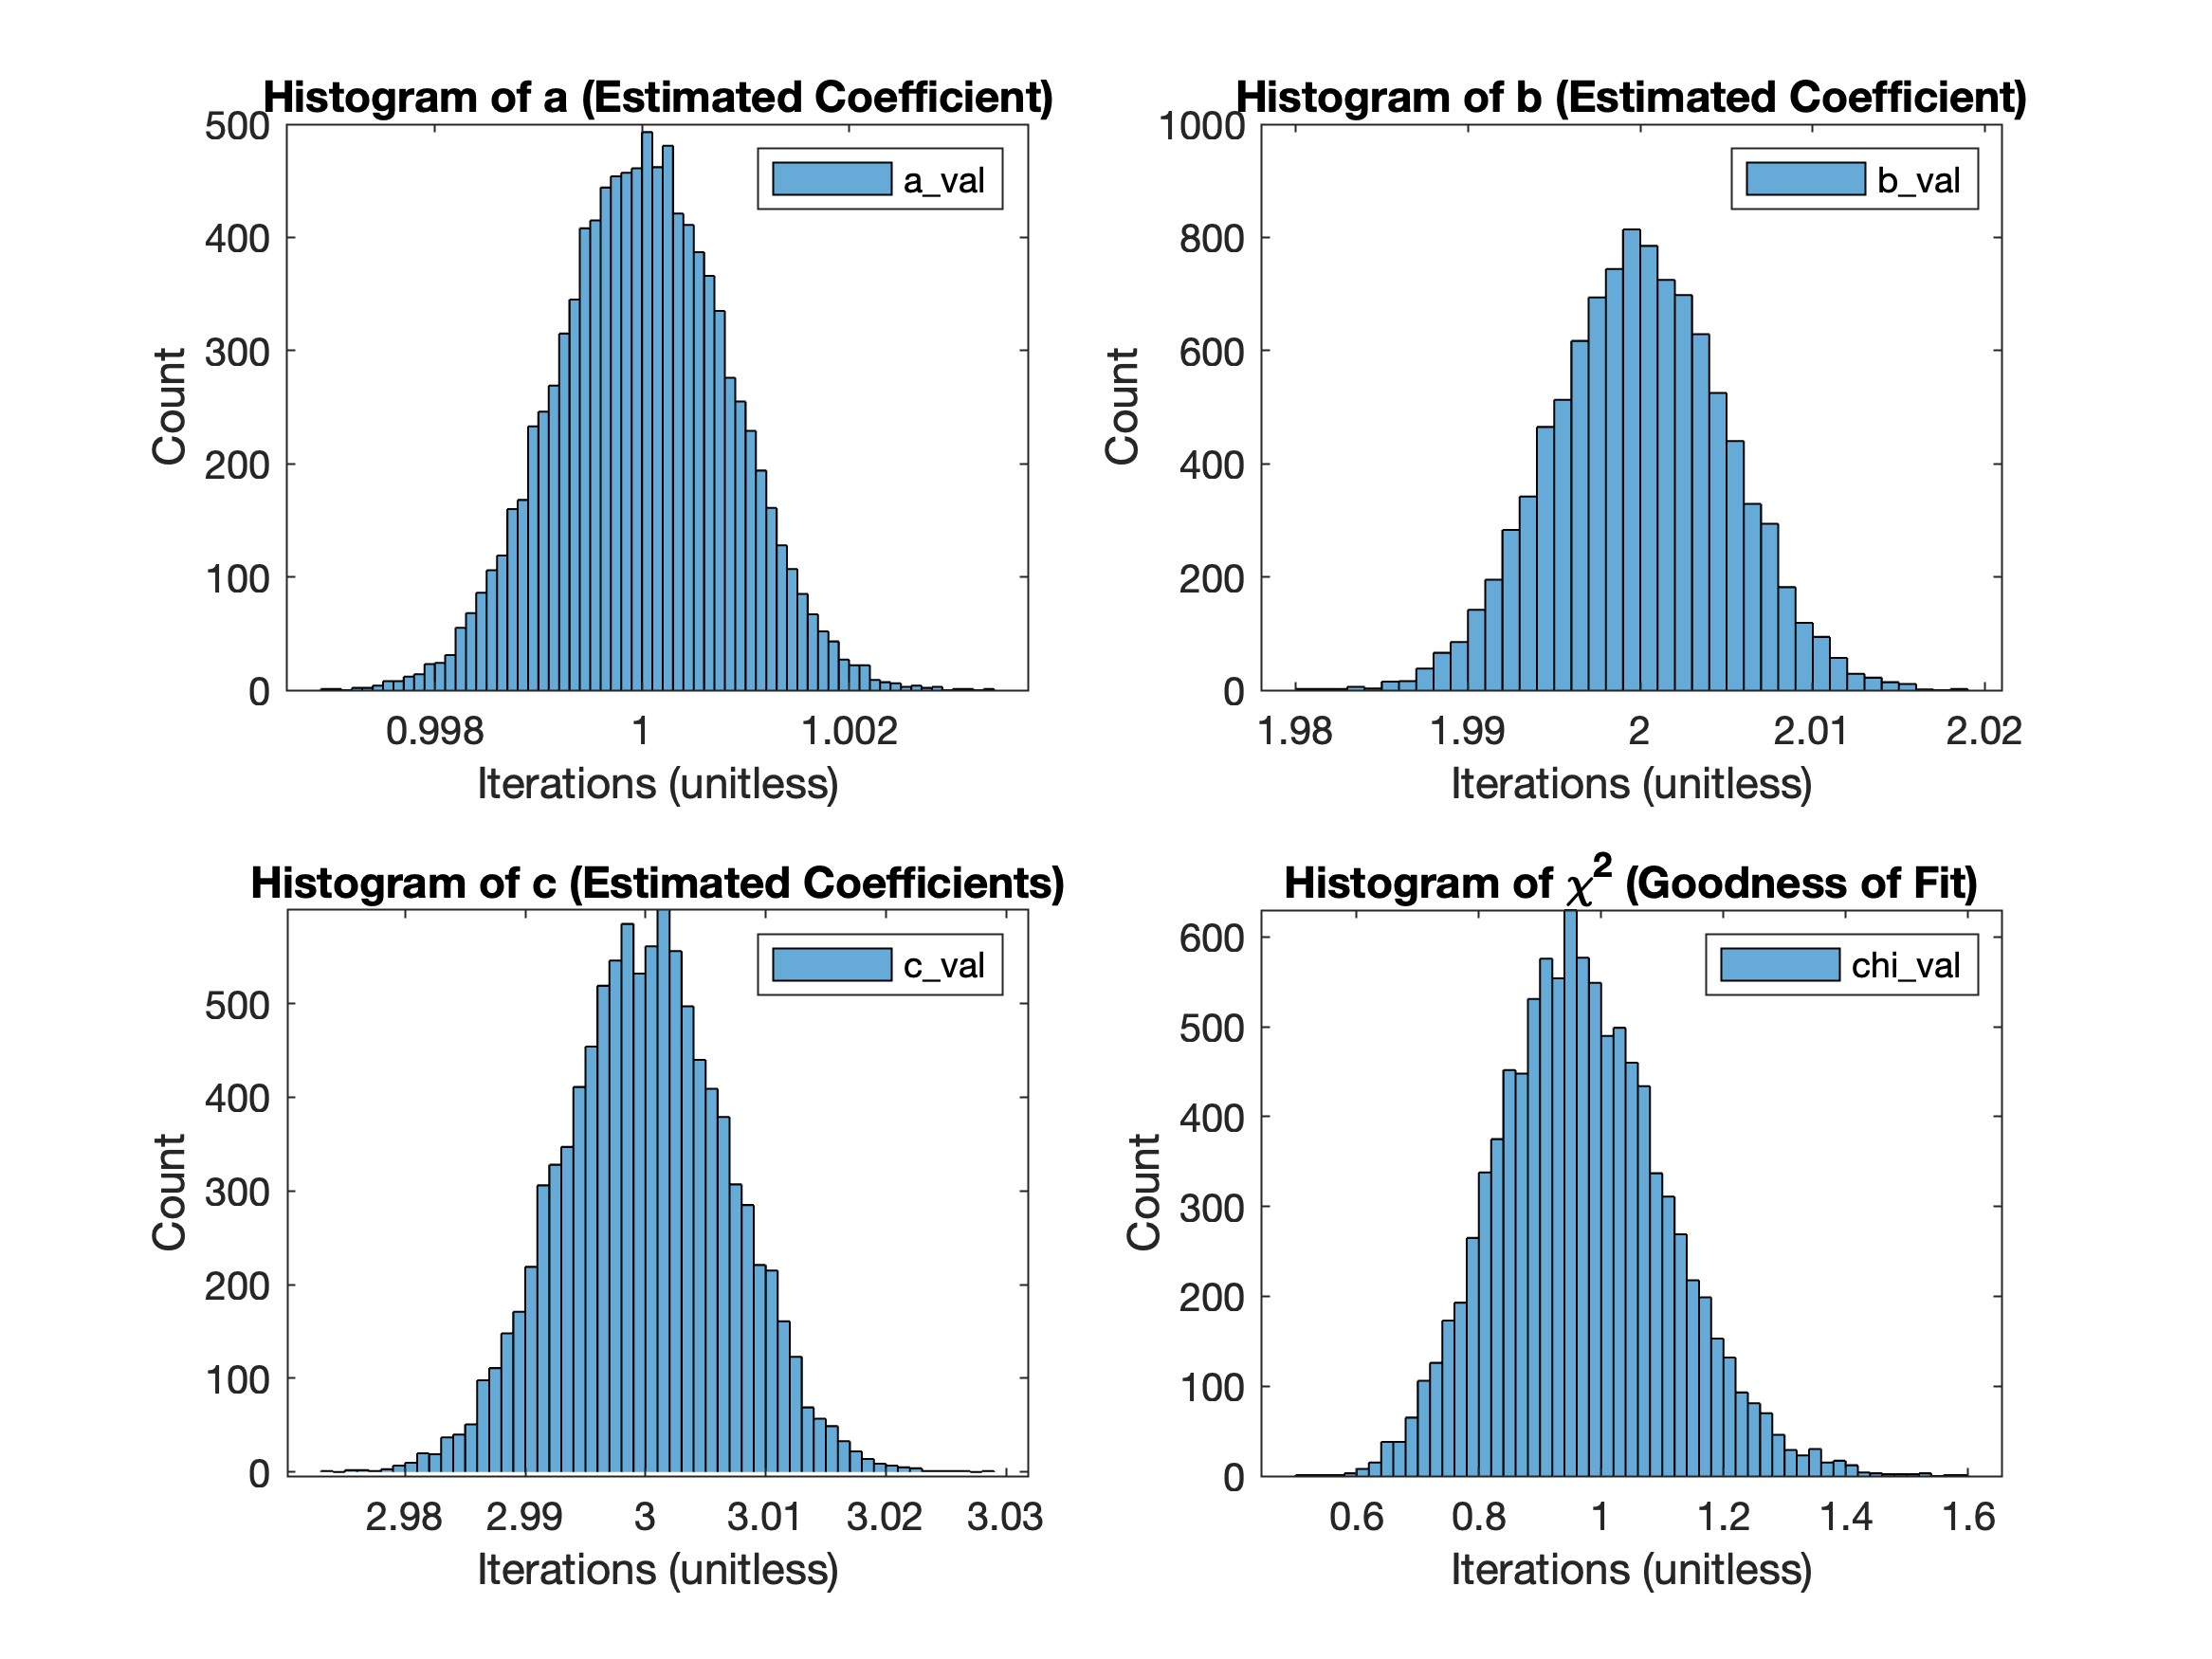 Histogram of a (Estimated Coefficient)
500
400
300
200
100
0
Count
a_val
0.998
1
1.002
Iterations (unitless)
Histogram of b (Estimated Coefficient)
1000
800
600
400
200
0
Count
b_val
1.98
1.99
2
2.01
2.02
Iterations (unitless)
Histogram of c (Estimated Coefficients)
500
400
300
200
100
0
Count
c_val
2.98
2.99
3
3.01
3.02
3.03
Iterations (unitless)
Histogram of χ² (Goodness of Fit)
600
500
400
300
200
100
0
Count
chi_val
0.6
0.8
1
1.2
1.4
1.6
Iterations (unitless)